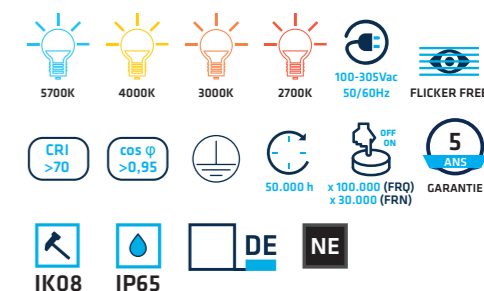 5700K
4000K
3000K
2700K
100-305Vac
50/60Hz
FLICKER FREE
CRI
>70
cos φ
>0,95
50.000 h
OFF
ON
x 100.000 (FRQ)
x 30.000 (FRN)
5
ANS
GARANTIE
IK08
IP65
DE
NE